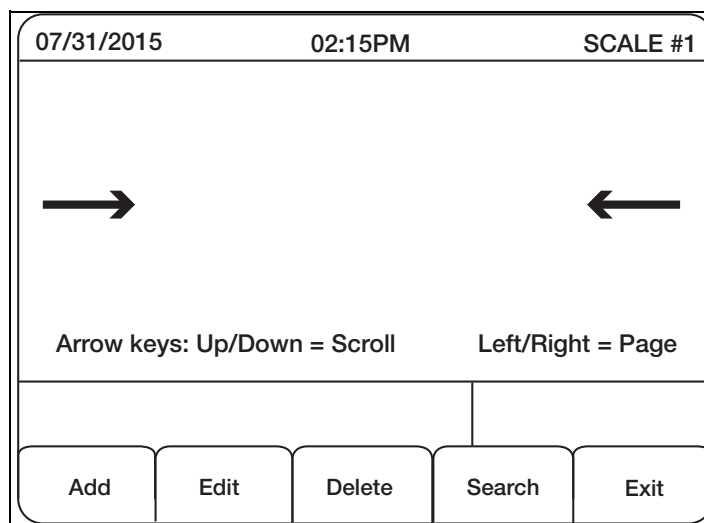 07/31/2015 02:15PM SCALE #1
Arrow keys: Up/Down = Scroll Left/Right = Page
Add Edit Delete Search Exit